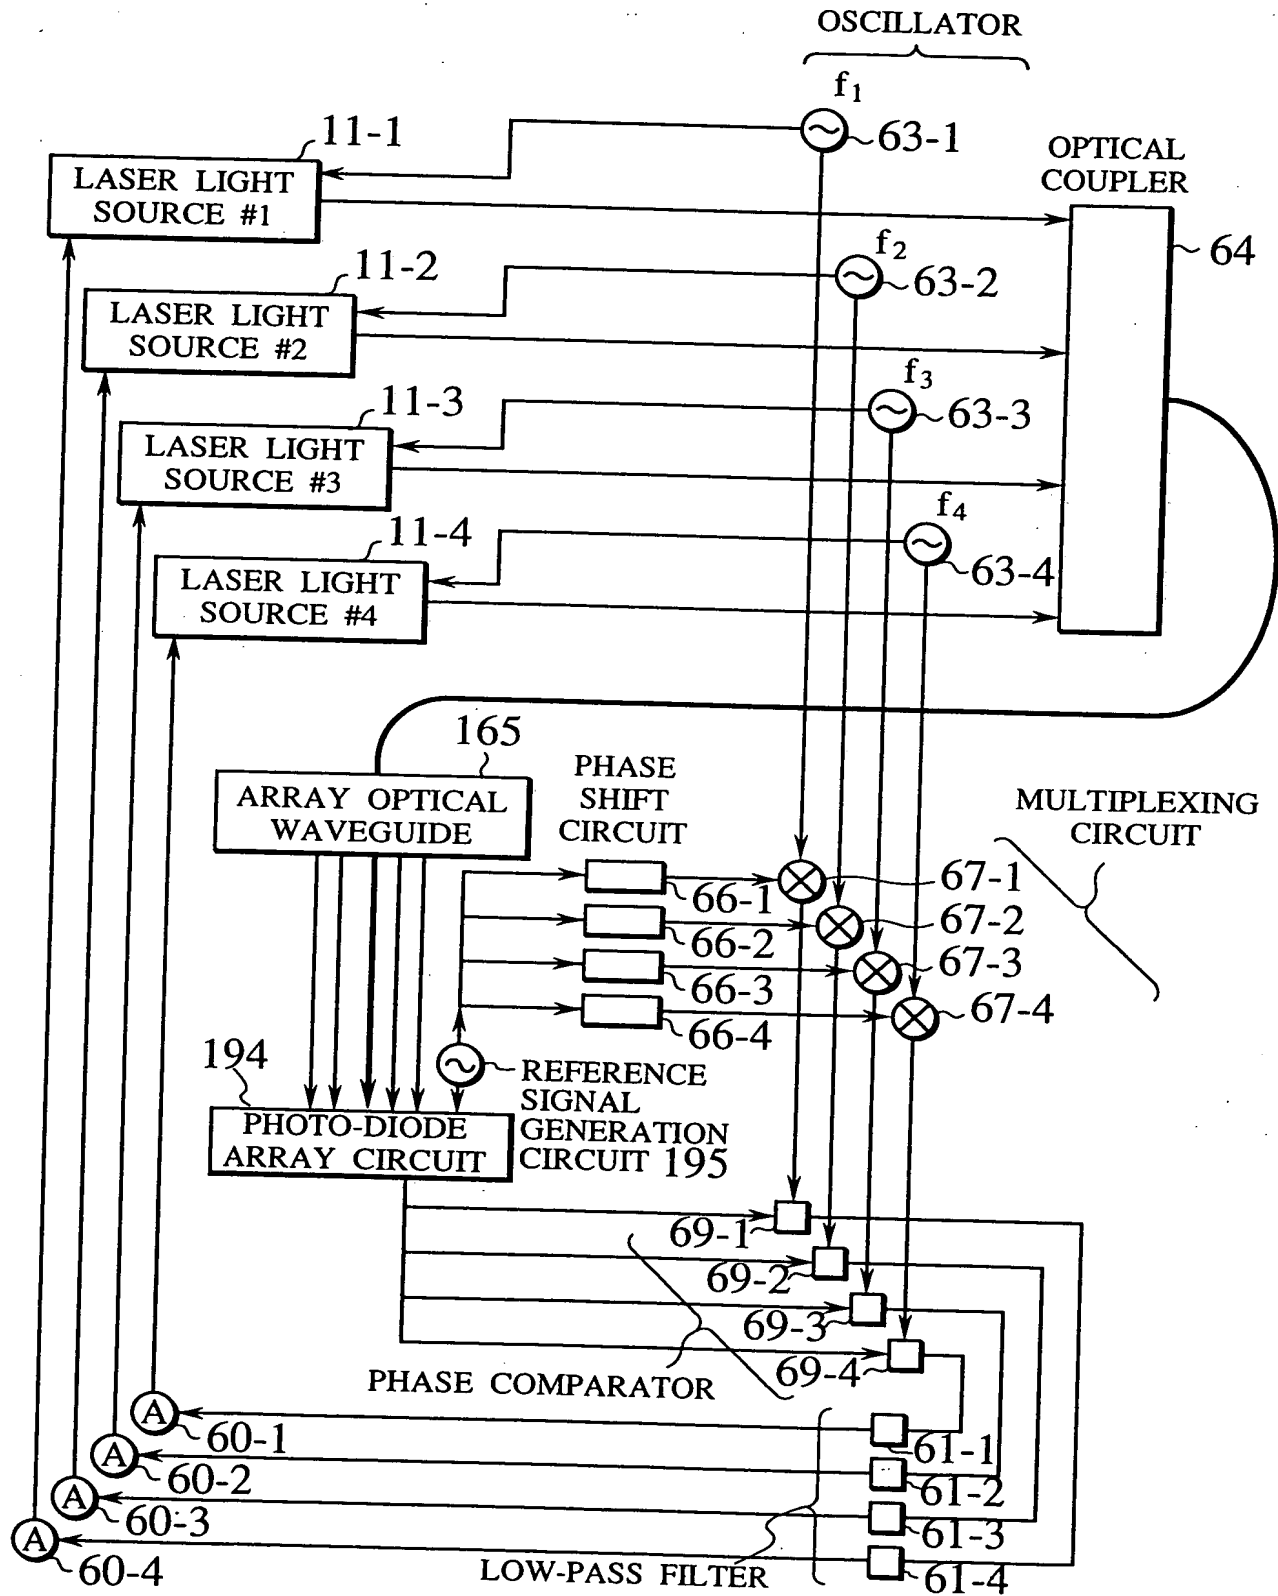 OSCILLATOR
f1
63-1
11-1
LASER LIGHT
SOURCE #1
OPTICAL
COUPLER
64
f2
63-2
11-2
LASER LIGHT
SOURCE #2
f3
63-3
11-3
LASER LIGHT
SOURCE #3
f4
63-4
11-4
LASER LIGHT
SOURCE #4
165
ARRAY OPTICAL
WAVEGUIDE
PHASE
SHIFT
CIRCUIT
MULTIPLEXING
CIRCUIT
66-1
67-1
66-2
67-2
66-3
67-3
66-4
67-4
194
PHOTO-DIODE
ARRAY CIRCUIT
REFERENCE
SIGNAL
GENERATION
CIRCUIT 195
69-1
69-2
69-3
69-4
PHASE COMPARATOR
A
60-1
61-1
A
60-2
61-2
A
60-3
61-3
A
60-4
61-4
LOW-PASS FILTER